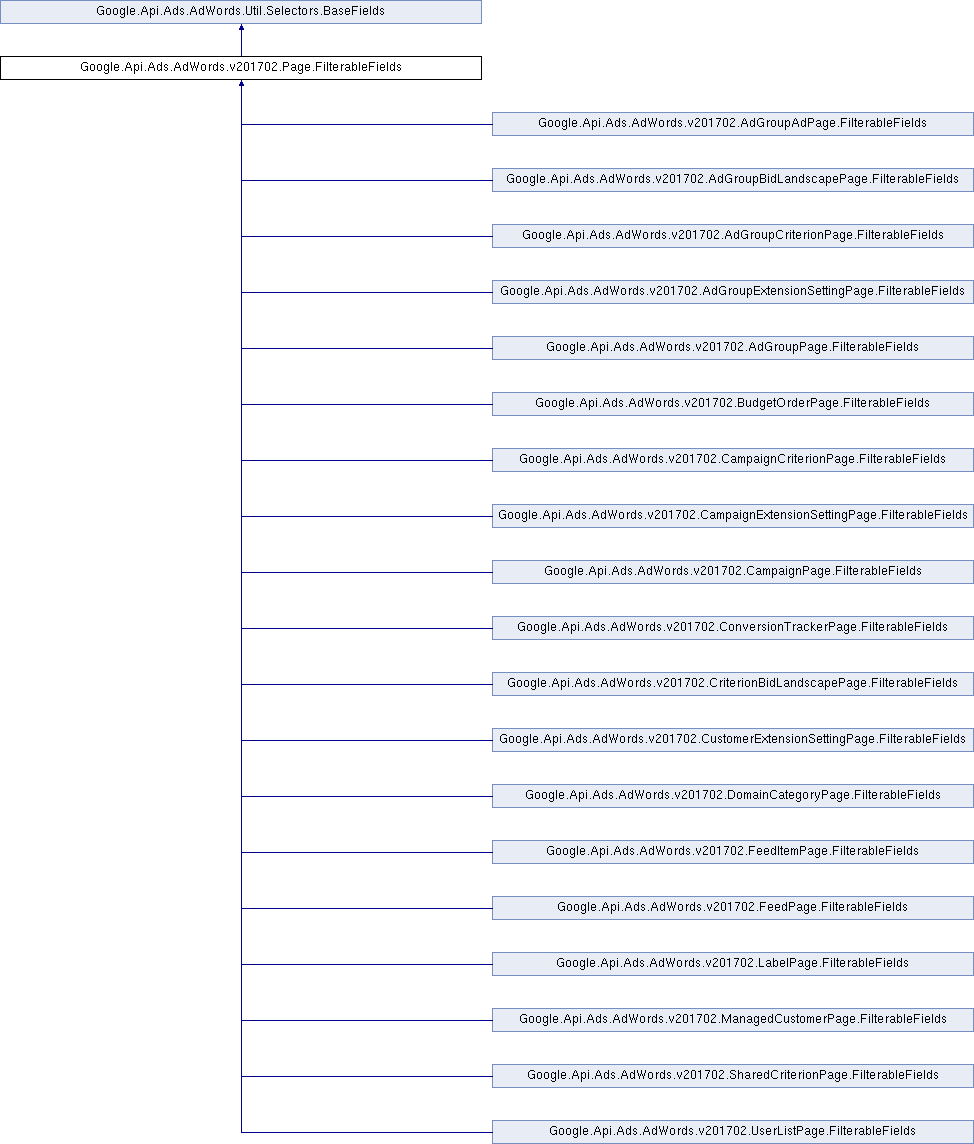 Google.Api.Ads.AdWords.Util.Selectors.BaseFields
Google.Api.Ads.AdWords.v201702.Page.FilterableFields
Google.Api.Ads.AdWords.v201702.AdGroupAdPage.FilterableFields
Google.Api.Ads.AdWords.v201702.AdGroupBidLandscapePage.FilterableFields
Google.Api.Ads.AdWords.v201702.AdGroupCriterionPage.FilterableFields
Google.Api.Ads.AdWords.v201702.AdGroupExtensionSettingPage.FilterableFields
Google.Api.Ads.AdWords.v201702.AdGroupPage.FilterableFields
Google.Api.Ads.AdWords.v201702.BudgetOrderPage.FilterableFields
Google.Api.Ads.AdWords.v201702.CampaignCriterionPage.FilterableFields
Google.Api.Ads.AdWords.v201702.CampaignExtensionSettingPage.FilterableFields
Google.Api.Ads.AdWords.v201702.CampaignPage.FilterableFields
Google.Api.Ads.AdWords.v201702.ConversionTrackerPage.FilterableFields
Google.Api.Ads.AdWords.v201702.CriterionBidLandscapePage.FilterableFields
Google.Api.Ads.AdWords.v201702.CustomerExtensionSettingPage.FilterableFields
Google.Api.Ads.AdWords.v201702.DomainCategoryPage.FilterableFields
Google.Api.Ads.AdWords.v201702.FeedItemPage.FilterableFields
Google.Api.Ads.AdWords.v201702.FeedPage.FilterableFields
Google.Api.Ads.AdWords.v201702.LabelPage.FilterableFields
Google.Api.Ads.AdWords.v201702.ManagedCustomerPage.FilterableFields
Google.Api.Ads.AdWords.v201702.SharedCriterionPage.FilterableFields
Google.Api.Ads.AdWords.v201702.UserListPage.FilterableFields